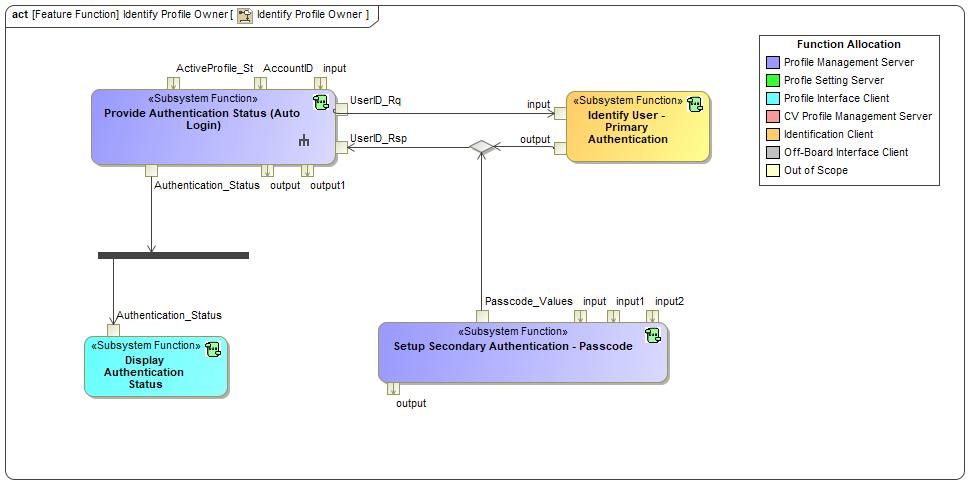 act [Feature Function] Identify Profile Owner [ Identify Profile Owner ]
Function Allocation
Profile Management Server
Profle Setting Server
Profile Interface Client
CV Profile Management Server
Identification Client
Off-Board Interface Client
Out of Scope
ActiveProfile_St
AccountID
input
«Subsystem Function»
Provide Authentication Status (Auto
Login)
UserID_Rq
UserID_Rsp
input
output
«Subsystem Function»
Identify User -
Primary
Authentication
Authentication_Status
output
output1
Authentication_Status
«Subsystem Function»
Display
Authentication
Status
Passcode_Values
input
input1
input2
«Subsystem Function»
Setup Secondary Authentication - Passcode
output